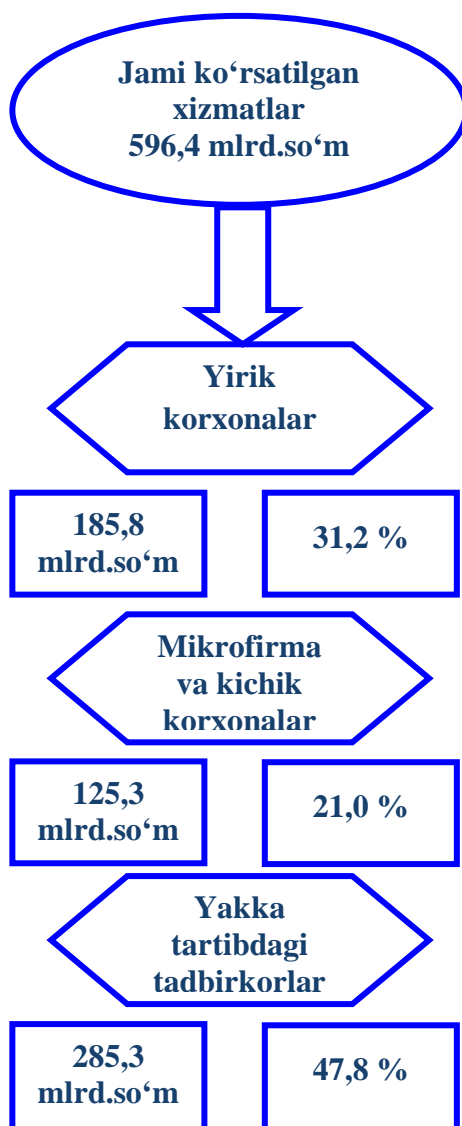 Jami ko‘rsatilgan
xizmatlar
596,4 mlrd.so‘m
Yirik
korxonalar
185,8
mlrd.so‘m
31,2 %
Mikrofirma
va kichik
korxonalar
125,3
mlrd.so‘m
21,0 %
Yakka
tartibdagi
tadbirkorlar
285,3
mlrd.so‘m
47,8 %